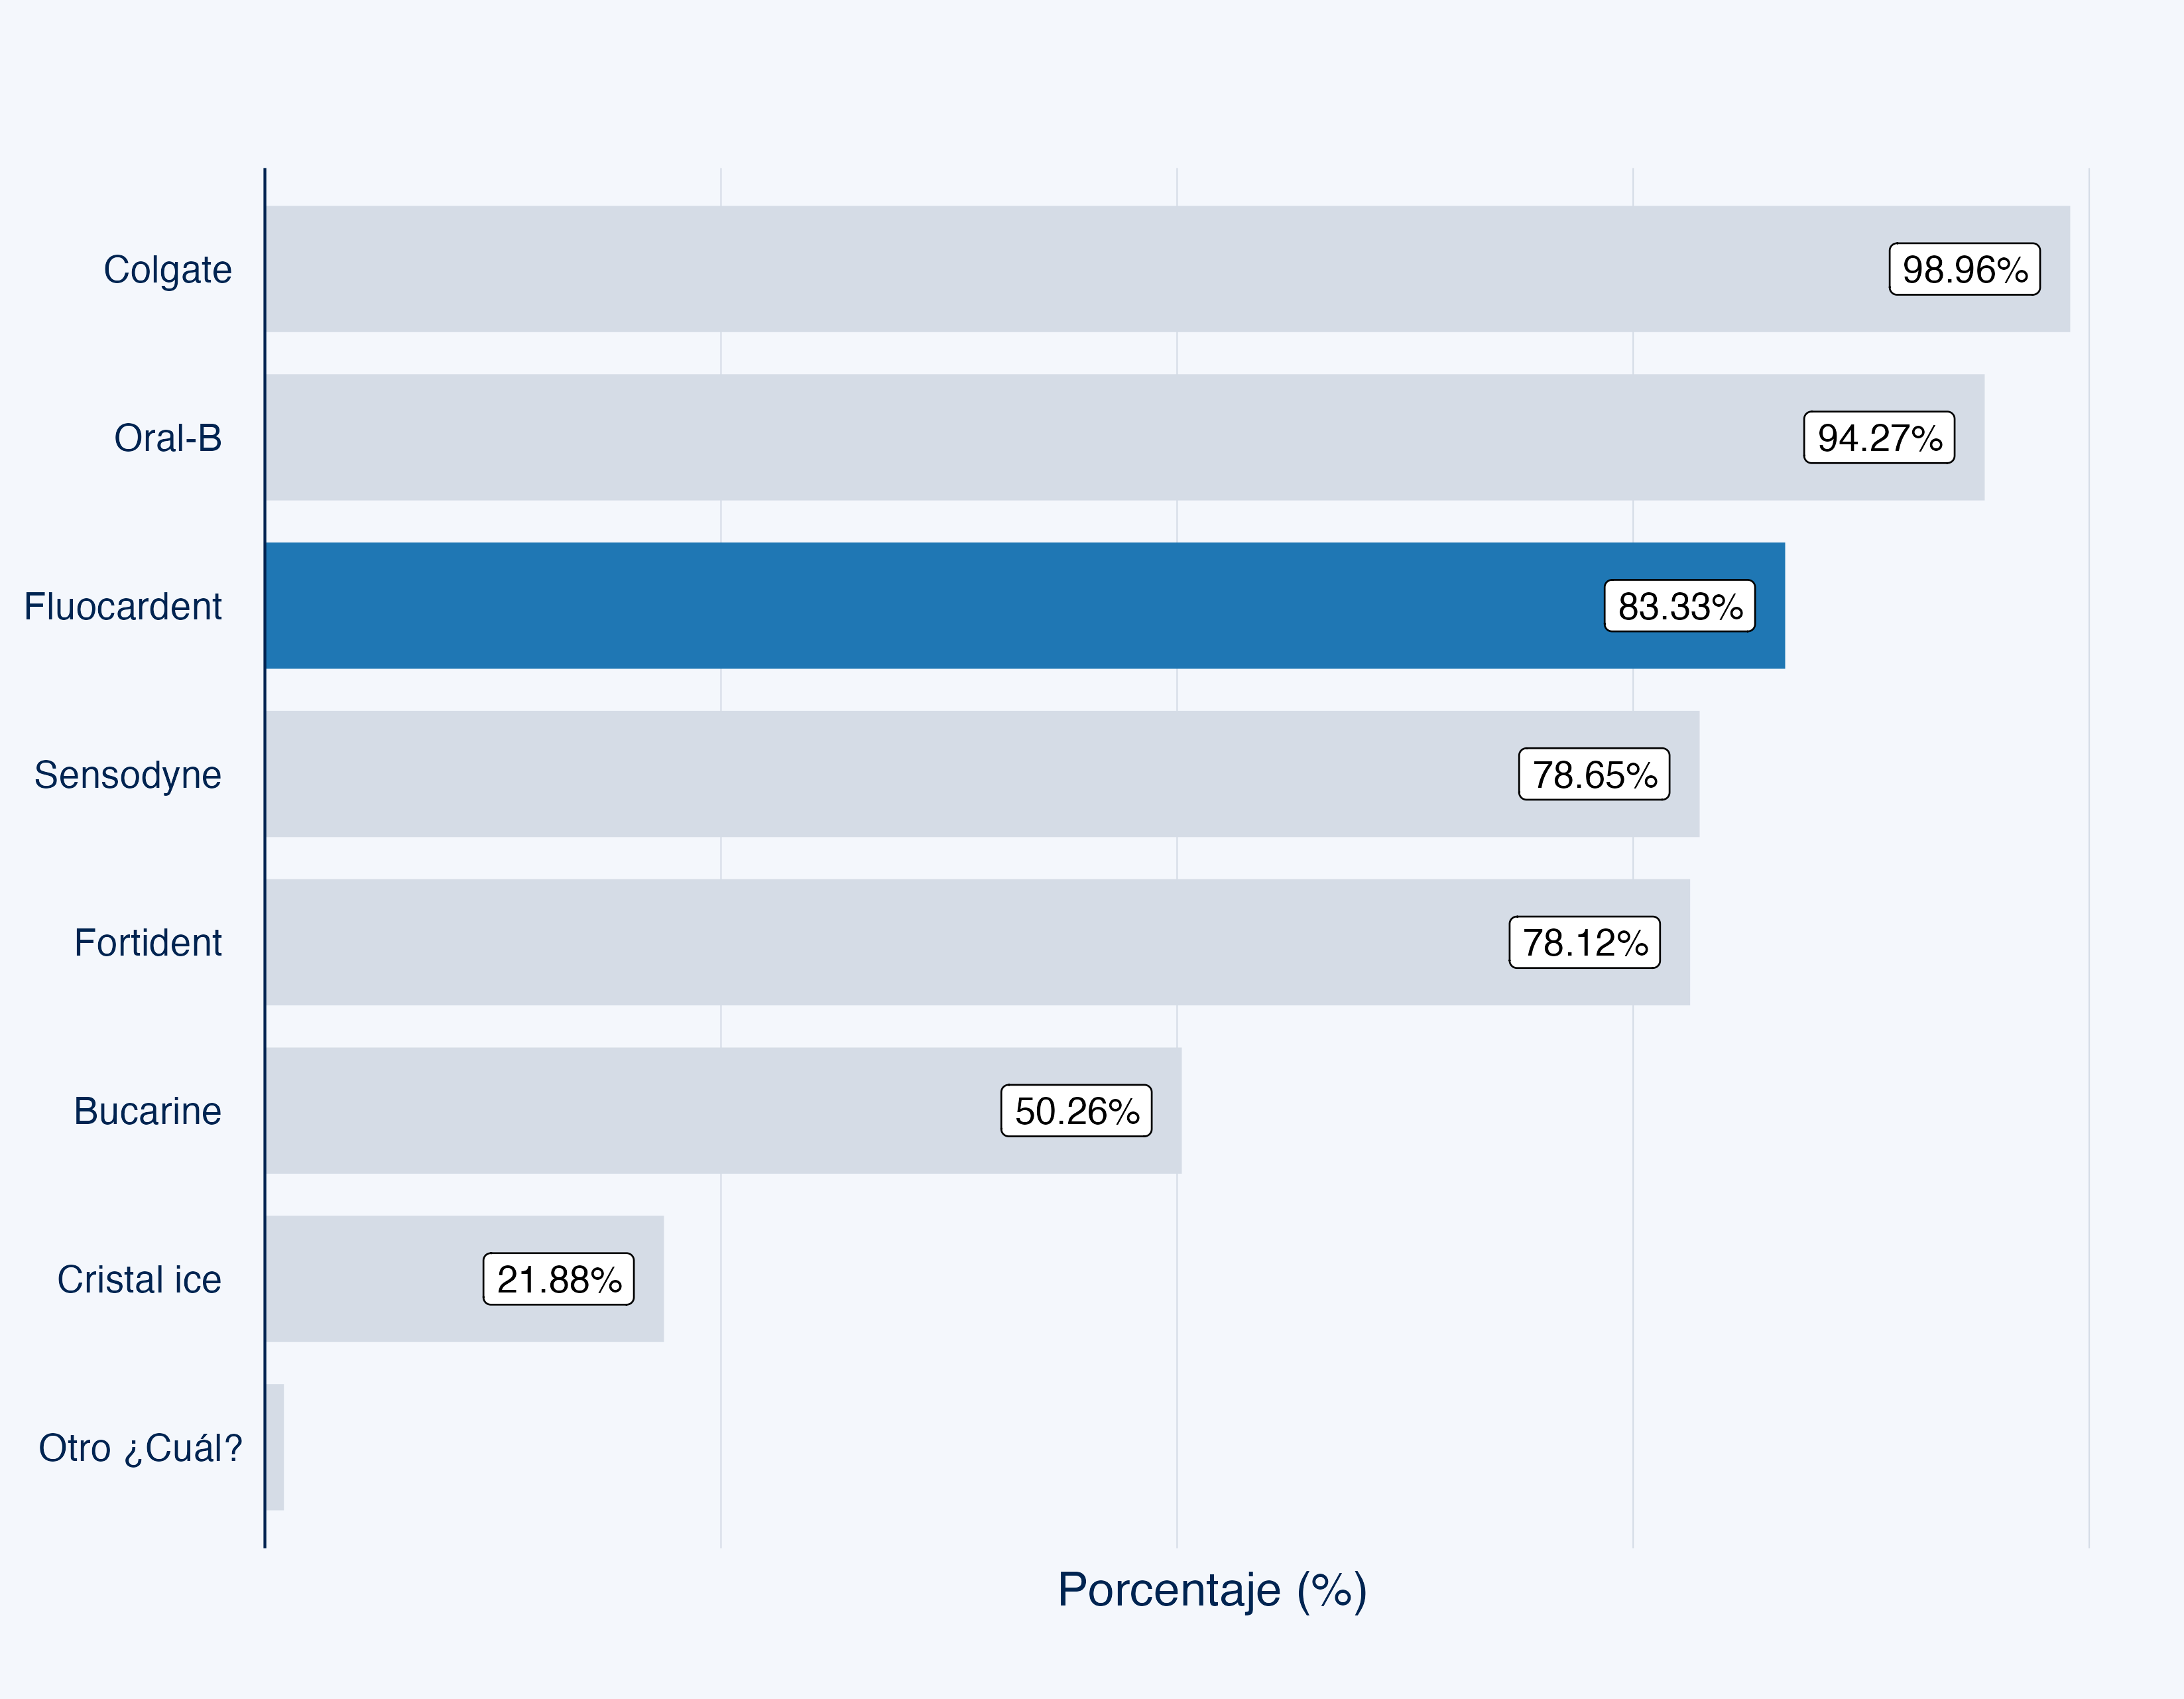 Colgate 98.96%
Oral-B 94.27%
Fluocardent 83.33%
Sensodyne 78.65%
Fortident 78.12%
Bucarine 50.26%
Cristal ice 21.88%
Otro ¿Cuál?
Porcentaje (%)